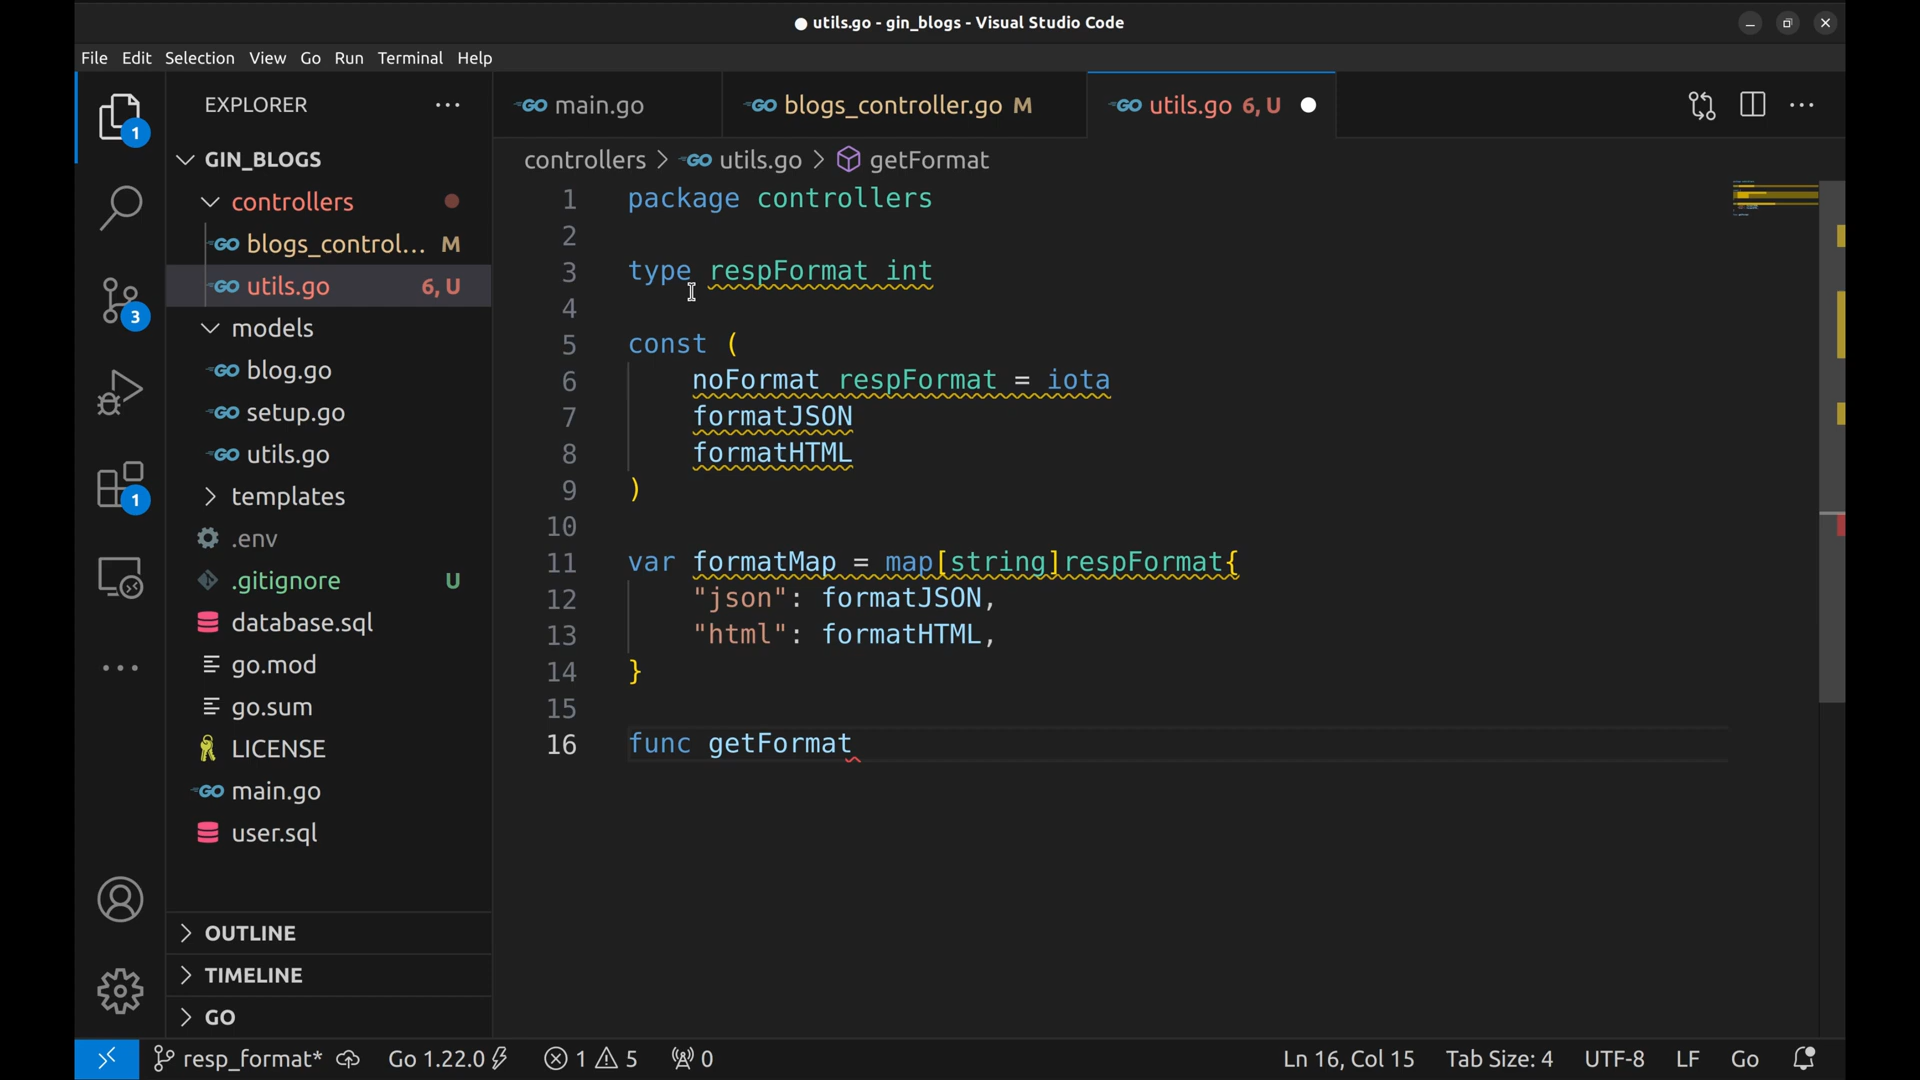 utils.go - gin_blogs - Visual Studio Code
File Edit Selection View Go Run Terminal Help
EXPLORER
main.go
blogs_controller.go M
utils.go 6, U
controllers > utils.go > getFormat
GIN_BLOGS
controllers
blogs_control... M
utils.go 6, U
models
blog.go
setup.go
utils.go
templates
.env
.gitignore U
database.sql
go.mod
go.sum
LICENSE
main.go
user.sql
OUTLINE
TIMELINE
GO
1
3
1
1 package controllers
2
3 type respFormat int
4
5 const (
6 noFormat respFormat = iota
7 formatJSON
8 formatHTML
9 )
10
11 var formatMap = map[string]respFormat{
12 "json": formatJSON,
13 "html": formatHTML,
14 }
15
16 func getFormat
resp_format* Go 1.22.0 1 5 0 Ln 16, Col 15 Tab Size: 4 UTF-8 LF Go